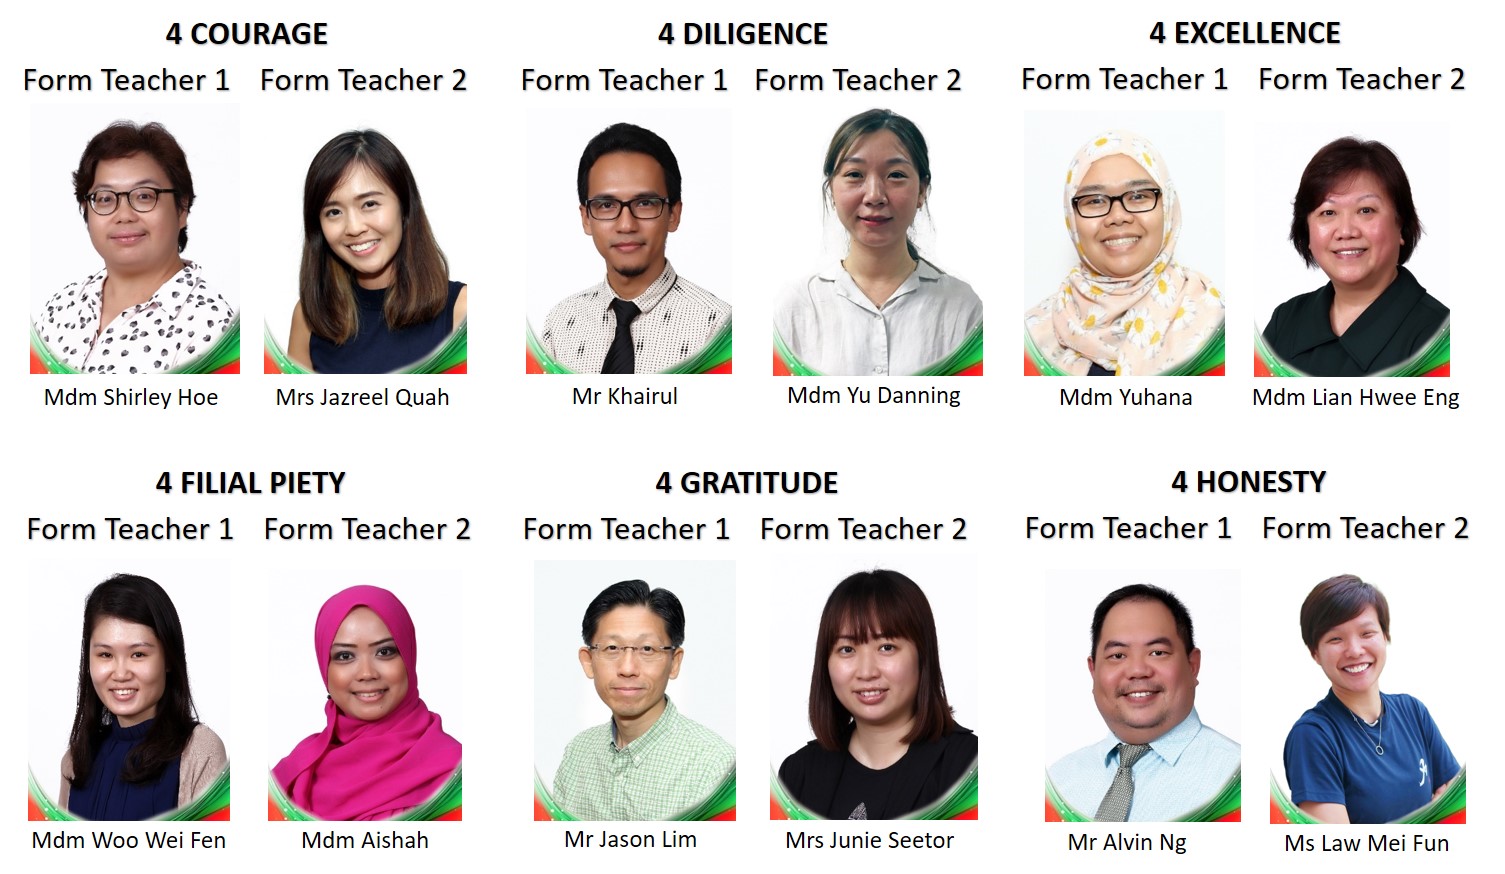 4 COURAGE
Form Teacher 1 Form Teacher 2
Mdm Shirley Hoe Mrs Jazreel Quah
4 DILIGENCE
Form Teacher 1 Form Teacher 2
Mr Khairul Mdm Yu Danning
4 EXCELLENCE
Form Teacher 1 Form Teacher 2
Mdm Yuhana Mdm Lian Hwee Eng
4 FILIAL PIETY
Form Teacher 1 Form Teacher 2
Mdm Woo Wei Fen Mdm Aishah
4 GRATITUDE
Form Teacher 1 Form Teacher 2
Mr Jason Lim Mrs Junie Seetor
4 HONESTY
Form Teacher 1 Form Teacher 2
Mr Alvin Ng Ms Law Mei Fun